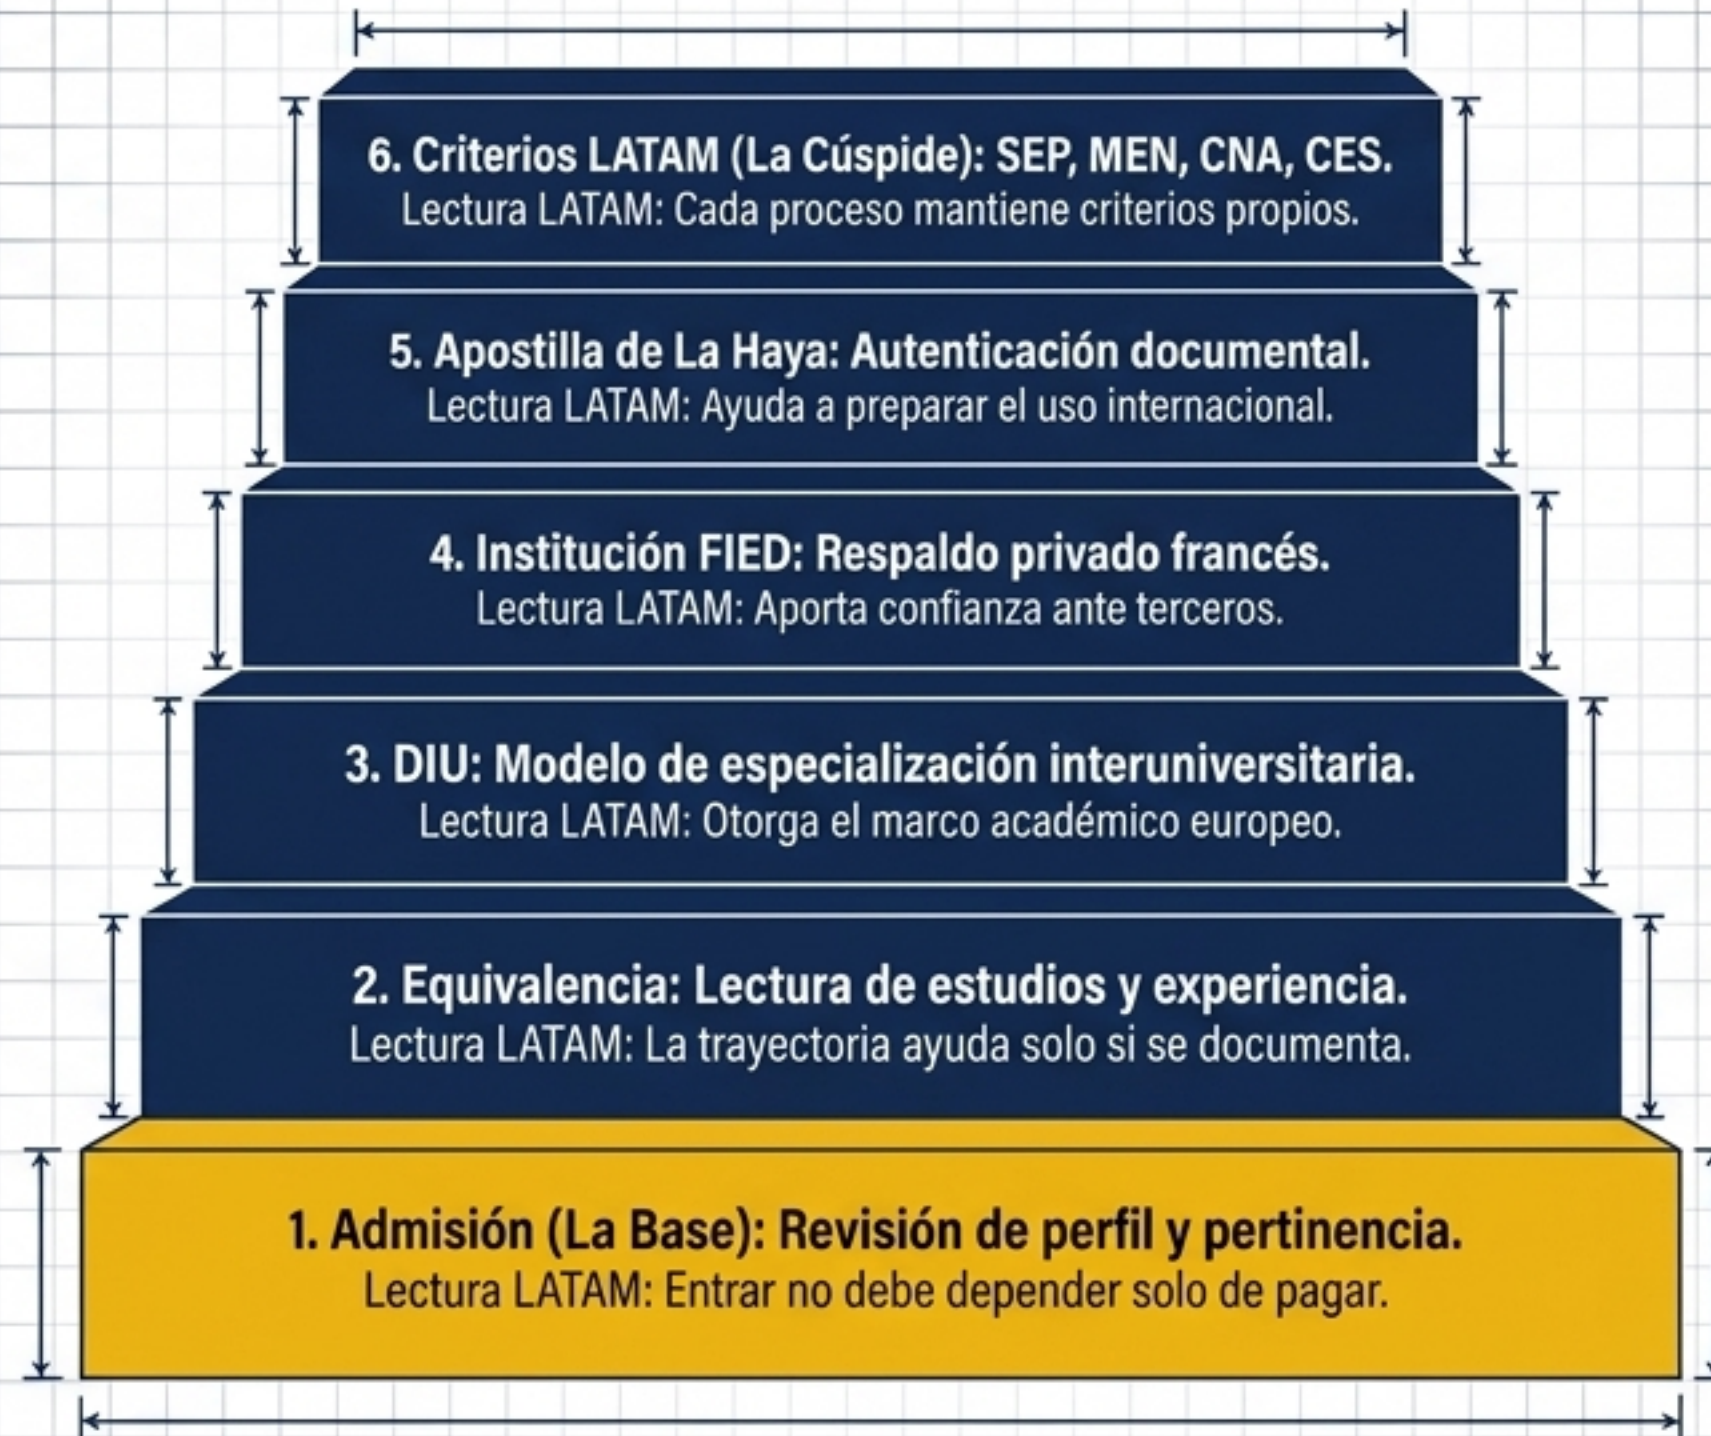 6. Criterios LATAM (La Cúspide): SEP, MEN, CNA, CES.
Lectura LATAM: Cada proceso mantiene criterios propios.
5. Apostilla de La Haya: Autenticación documental.
Lectura LATAM: Ayuda a preparar el uso internacional.
4. Institución FIED: Respaldo privado francés.
Lectura LATAM: Aporta confianza ante terceros.
3. DIU: Modelo de especialización interuniversitaria.
Lectura LATAM: Otorga el marco académico europeo.
2. Equivalencia: Lectura de estudios y experiencia.
Lectura LATAM: La trayectoria ayuda solo si se documenta.
1. Admisión (La Base): Revisión de perfil y pertinencia.
Lectura LATAM: Entrar no debe depender solo de pagar.